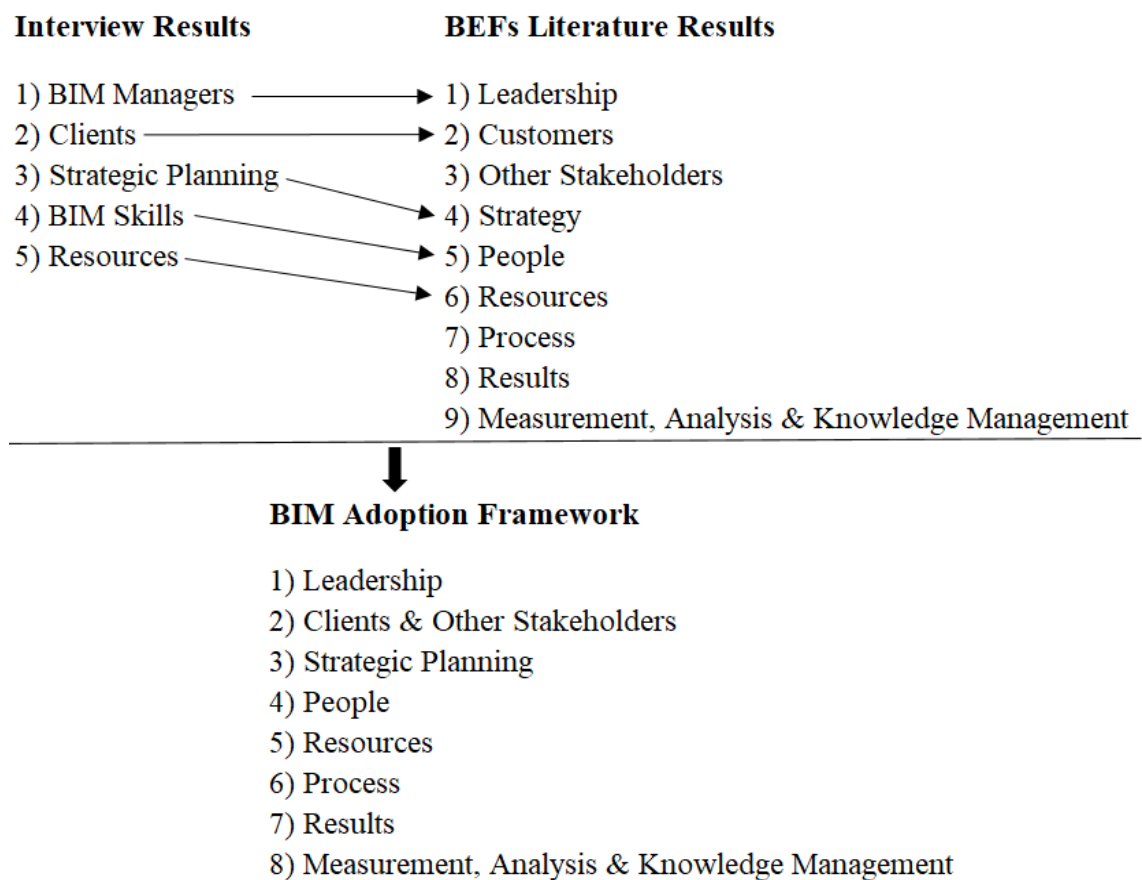 Interview Results
BEFs Literature Results
1) BIM Managers
2) Clients
3) Strategic Planning
4) BIM Skills
5) Resources
1) Leadership
2) Customers
3) Other Stakeholders
4) Strategy
5) People
6) Resources
7) Process
8) Results
9) Measurement, Analysis & Knowledge Management
BIM Adoption Framework
1) Leadership
2) Clients & Other Stakeholders
3) Strategic Planning
4) People
5) Resources
6) Process
7) Results
8) Measurement, Analysis & Knowledge Management